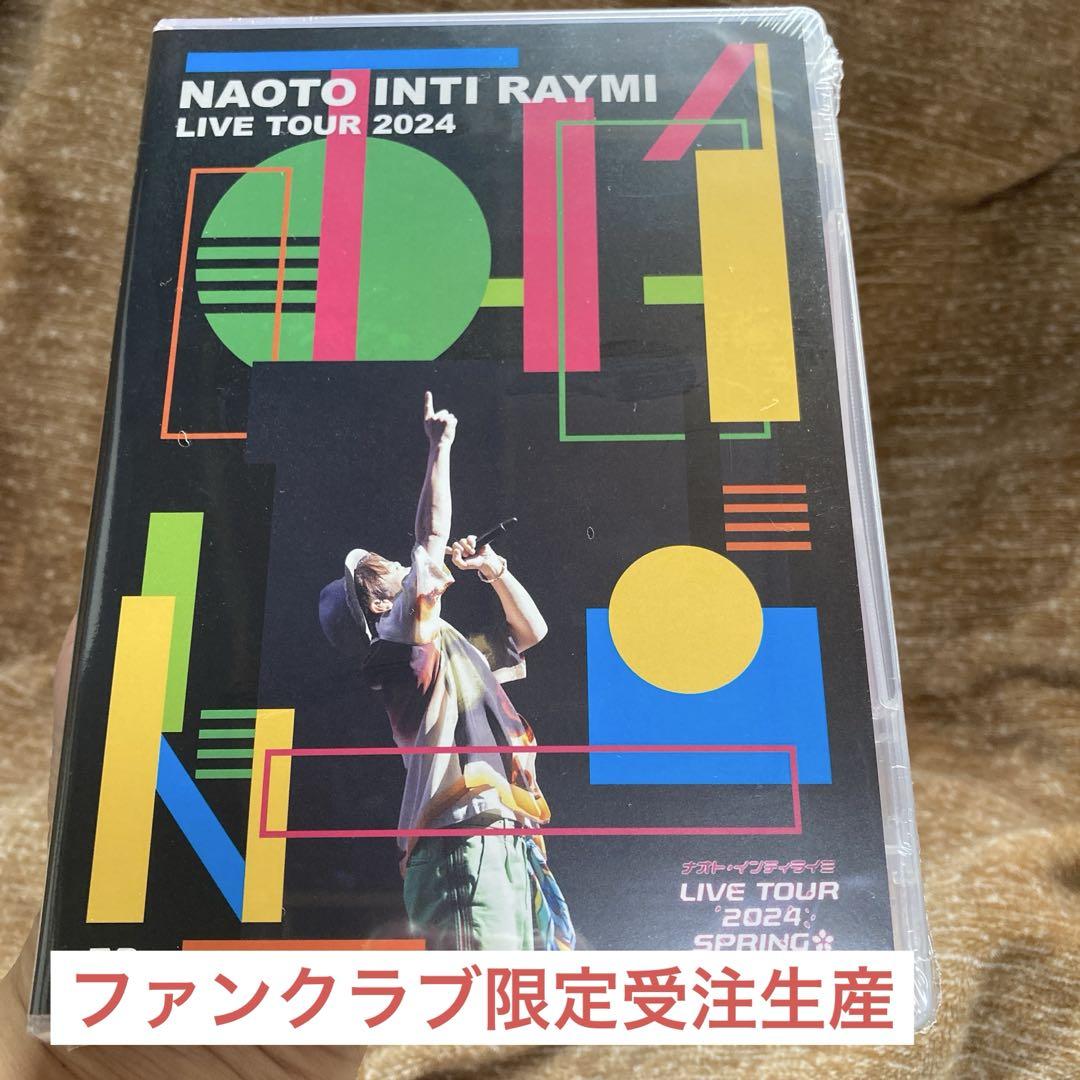 NAOTO INTI RAYMI
LIVE TOUR 2024
ナオト・インティライミ
LIVE TOUR
2024
SPRING
ファンクラブ限定受注生産